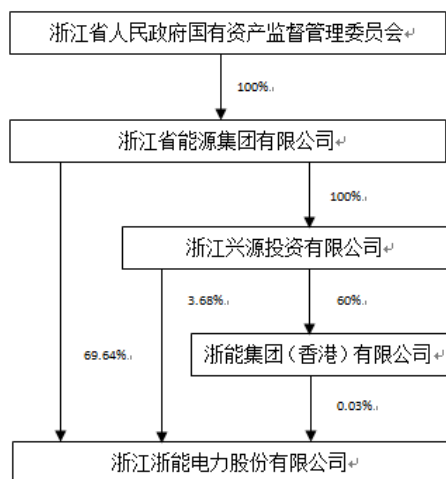 浙江省人民政府国有资产监督管理委员会
100%
浙江省能源集团有限公司
100%
浙江兴源投资有限公司
3.68%
60%
浙能集团（香港）有限公司
69.64%
0.03%
浙江浙能电力股份有限公司